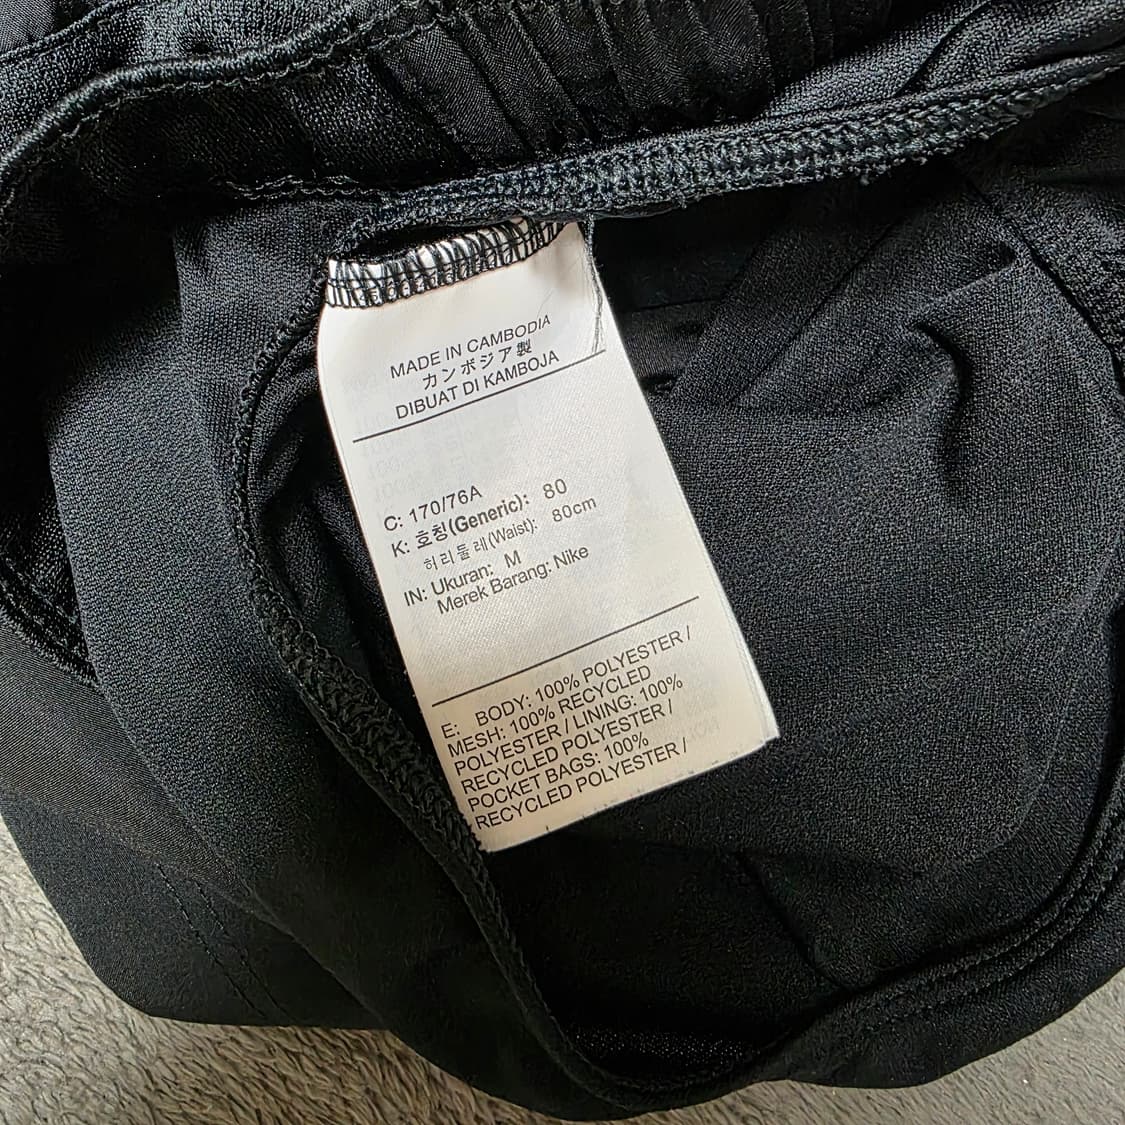 MADE IN CAMBODIA
カンボジア製
DIBUAT DI KAMBOJA
C: 170/76A
K: 호칭(Generic): 80
허리둘레(Waist): 80cm
IN: Ukuran: M
Merek Barang: Nike
E: BODY: 100% POLYESTER /
MESH: 100% RECYCLED
POLYESTER / LINING: 100%
RECYCLED POLYESTER /
POCKET BAGS: 100%
RECYCLED POLYESTER /